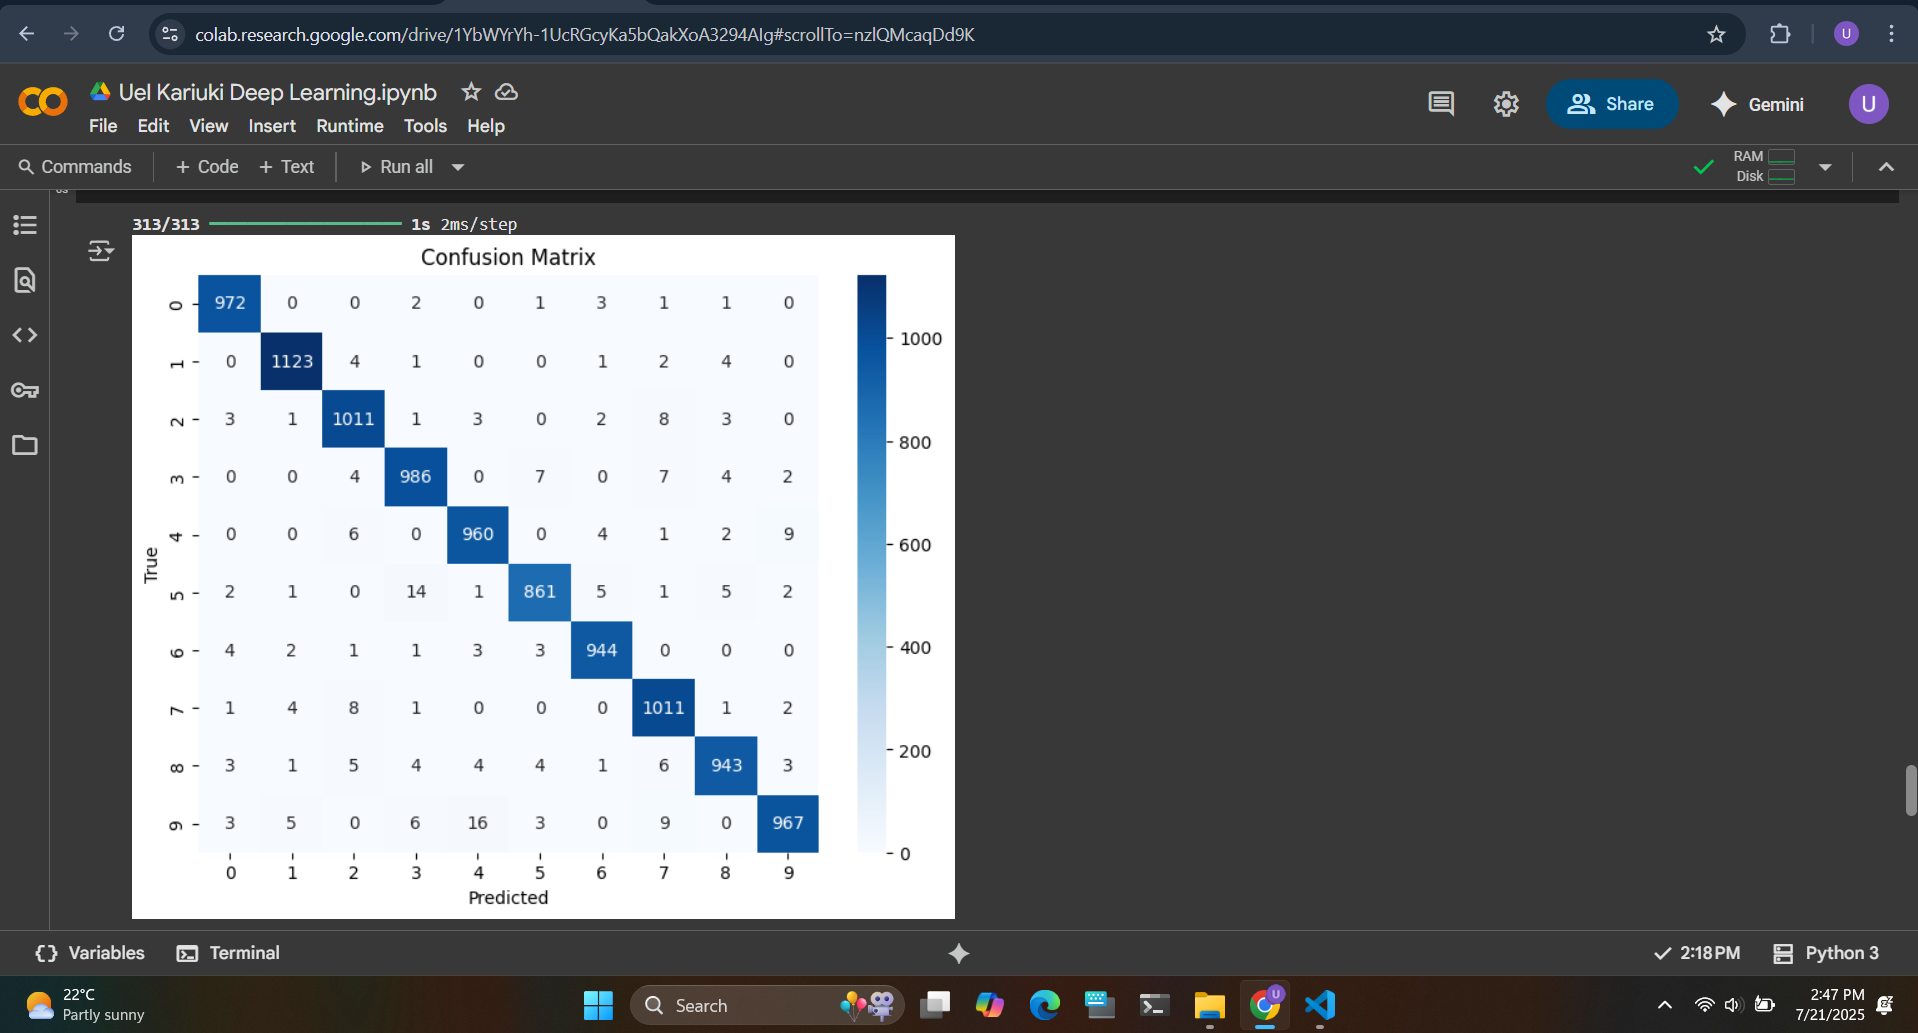 colab.research.google.com/drive/1YbWYrYh-1UcRGcyKa5bQakXoA3294AIg#scrollTo=nzlQMcaqDd9K
U
Uel Kariuki Deep Learning.ipynb
File Edit View Insert Runtime Tools Help
Share
Gemini
U
Commands + Code + Text Run all
RAM
Disk
313/313 1s 2ms/step
Confusion Matrix
0 972 0 0 2 0 1 3 1 1 0
1 0 1123 4 1 0 0 1 2 4 0
2 3 1 1011 1 3 0 2 8 3 0
3 0 0 4 986 0 7 0 7 4 2
4 0 0 6 0 960 0 4 1 2 9
5 2 1 0 14 1 861 5 1 5 2
6 4 2 1 1 3 3 944 0 0 0
7 1 4 8 1 0 0 0 1011 1 2
8 3 1 5 4 4 4 1 6 943 3
9 3 5 0 6 16 3 0 9 0 967
0 1 2 3 4 5 6 7 8 9
True
Predicted
1000
800
600
400
200
0
Variables
Terminal
2:18 PM
Python 3
22°C
Partly sunny
Search
U
2:47 PM
7/21/2025